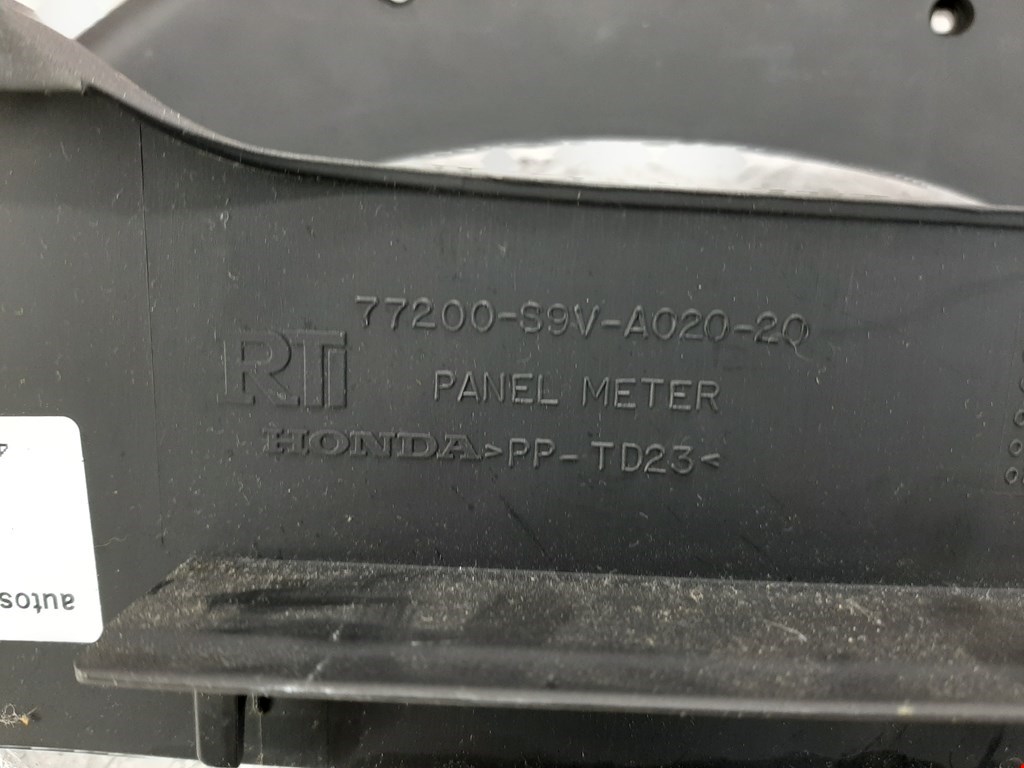 77200-S9V-A020-20
RTi
PANEL METER
HONDA >PP-TD23<
autos